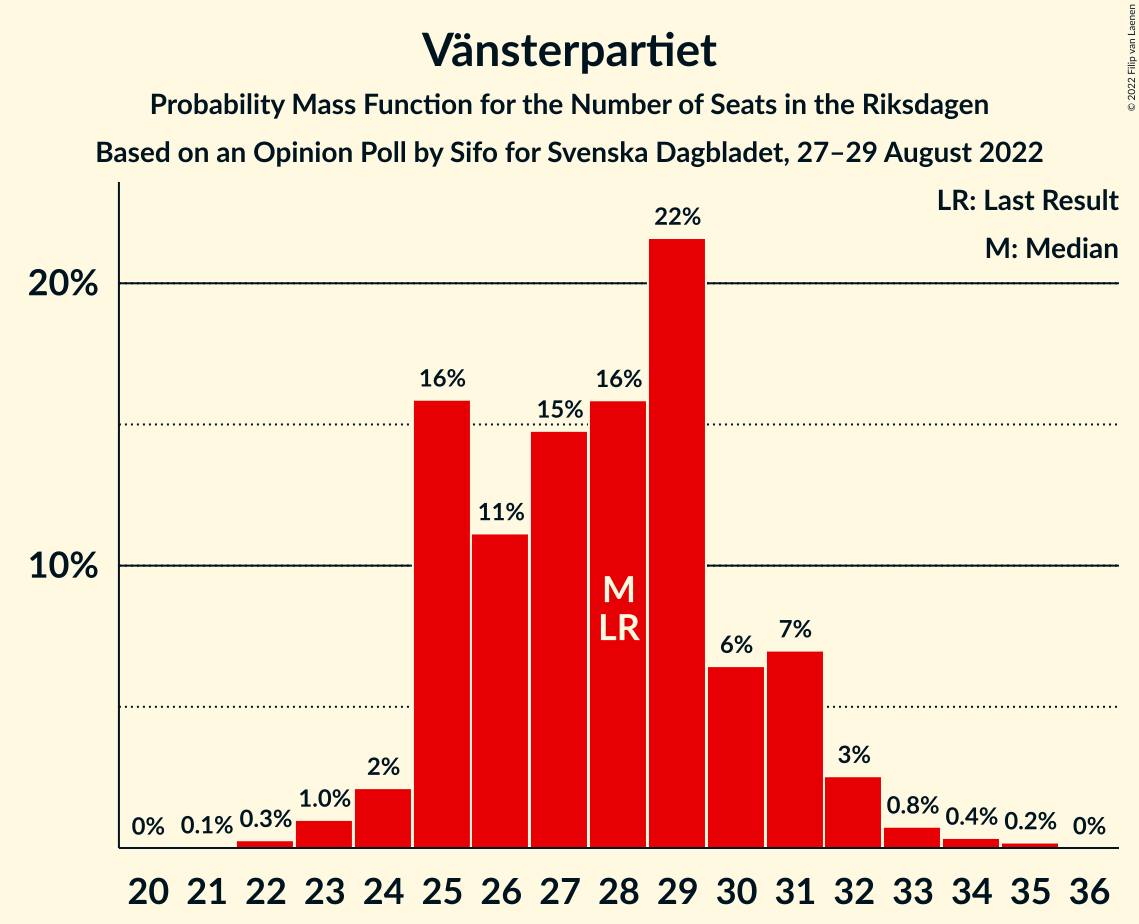 Vänsterpartiet
Probability Mass Function for the Number of Seats in the Riksdagen
Based on an Opinion Poll by Sifo for Svenska Dagbladet, 27–29 August 2022
© 2022 Filip van Laenen
LR: Last Result
M: Median
20%
10%
0%
0.1%
0.3%
1.0%
2%
16%
11%
15%
16%
22%
6%
7%
3%
0.8%
0.4%
0.2%
0%
M
LR
20 21 22 23 24 25 26 27 28 29 30 31 32 33 34 35 36